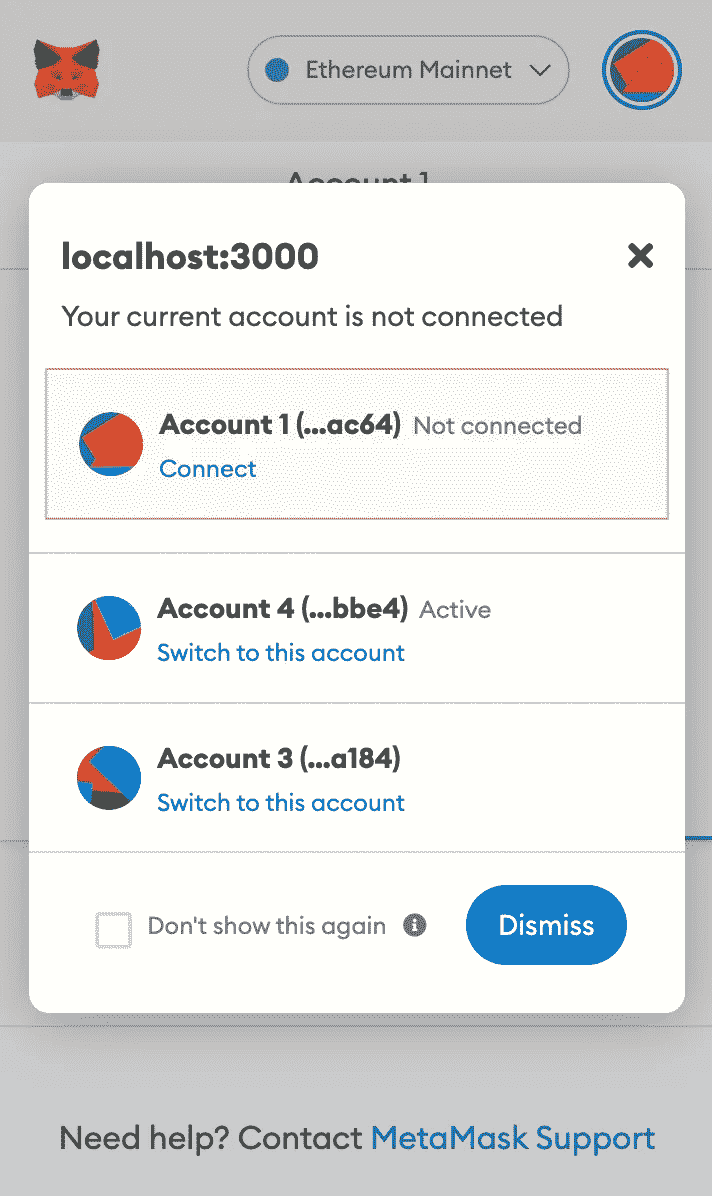 Ethereum Mainnet
Account 1
localhost:3000
Your current account is not connected
Account 1 (...ac64) Not connected
Connect
Account 4 (...bbe4) Active
Switch to this account
Account 3 (...a184)
Switch to this account
Don't show this again
Dismiss
Need help? Contact MetaMask Support